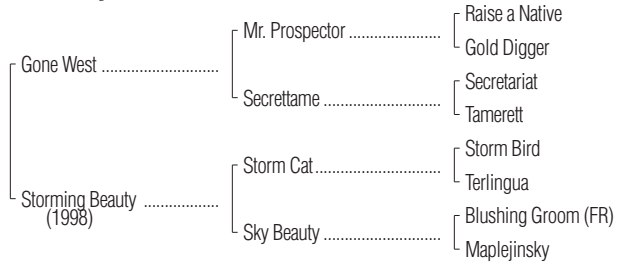 Raise a Native
Mr. Prospector .....................
Gold Digger
Gone West ...........................
Secretariat
Secrettame ...........................
Tamerett
Storm Bird
Storm Cat.............................
Terlingua
Storming Beauty .................
(1998)
Blushing Groom (FR)
Sky Beauty ...........................
Maplejinsky